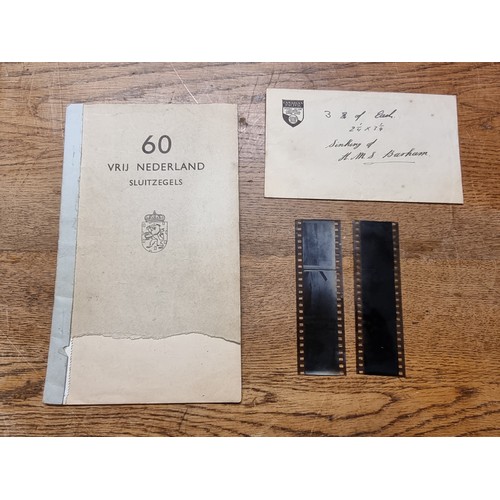 60
VRIJ NEDERLAND
SLUITZEGELS
3 of Each
Sinking of
H.M.S Barham